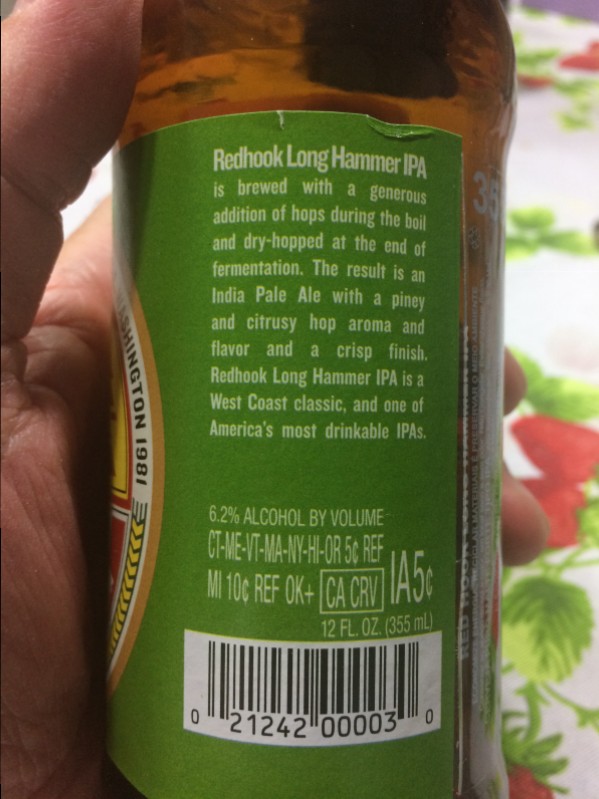 Redhook Long Hammer IPA
is brewed with a generous
addition of hops during the boil
and dry-hopped at the end of
fermentation. The result is an
India Pale Ale with a piney
and citrusy hop aroma and
flavor and a crisp finish.
Redhook Long Hammer IPA is a
West Coast classic, and one of
America's most drinkable IPAs.
6.2% ALCOHOL BY VOLUME
CT-ME-VT-MA-NY-HI-OR 5¢ REF
MI 10¢ REF OK+ CA CRV IA5¢
12 FL. OZ. (355 mL)
0 21242 00003 0
1981